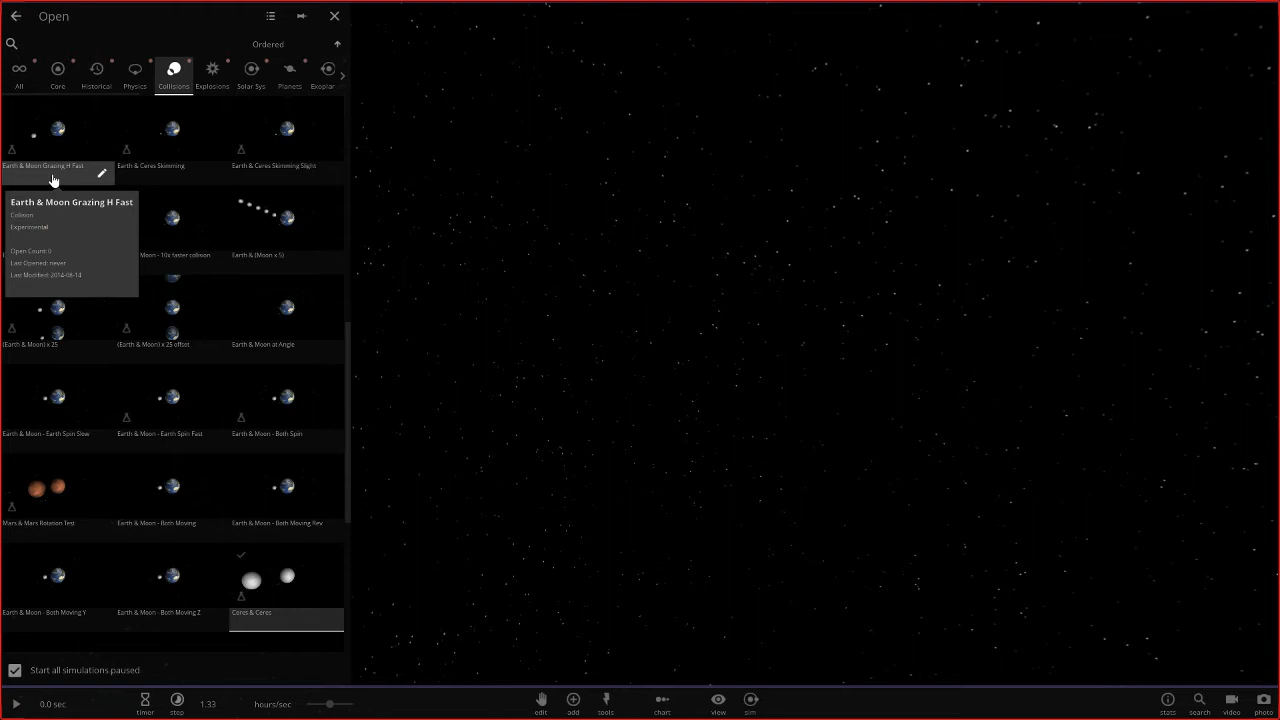 Open
Ordered
All
Core
Historical
Physics
Collisions
Explosions
Solar Sys
Planets
Exoplar
Earth & Moon Grazing H Fast
Earth & Ceres Skimming
Earth & Ceres Skimming Slight
Earth & Moon Grazing H Fast
Collision
Experimental
Open Count: 0
Last Opened: never
Last Modified: 2014-08-14
Moon - 10x faster collision
Earth & (Moon x 5)
(Earth & Moon) x 25
(Earth & Moon) x 25 offset
Earth & Moon at Angle
Earth & Moon - Earth Spin Slow
Earth & Moon - Earth Spin Fast
Earth & Moon - Both Spin
Mars & Mars Rotation Test
Earth & Moon - Both Moving
Earth & Moon - Both Moving Rev
Earth & Moon - Both Moving Y
Earth & Moon - Both Moving Z
Ceres & Ceres
Start all simulations paused
0.0 sec
timer
step
1.33
hours/sec
edit
add
tools
chart
view
sim
stats
search
video
photo